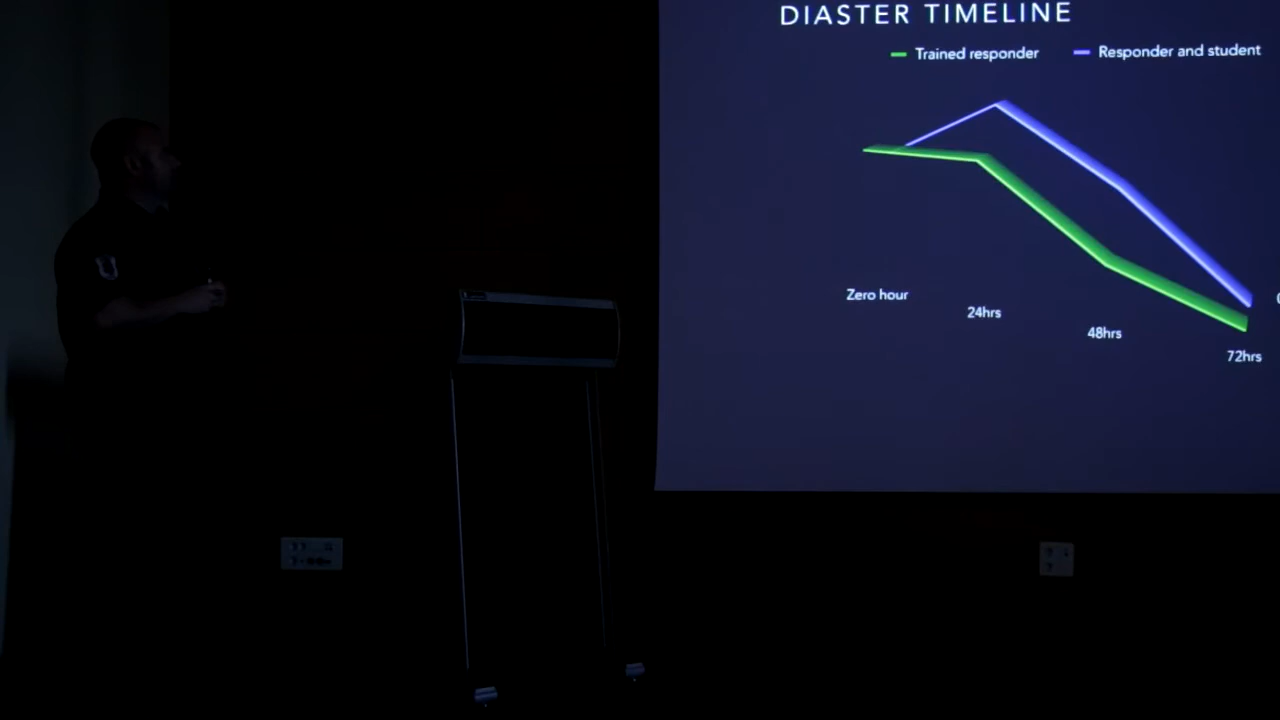 DIASTER TIMELINE
Trained responder
Responder and student
Zero hour
24hrs
48hrs
72hrs